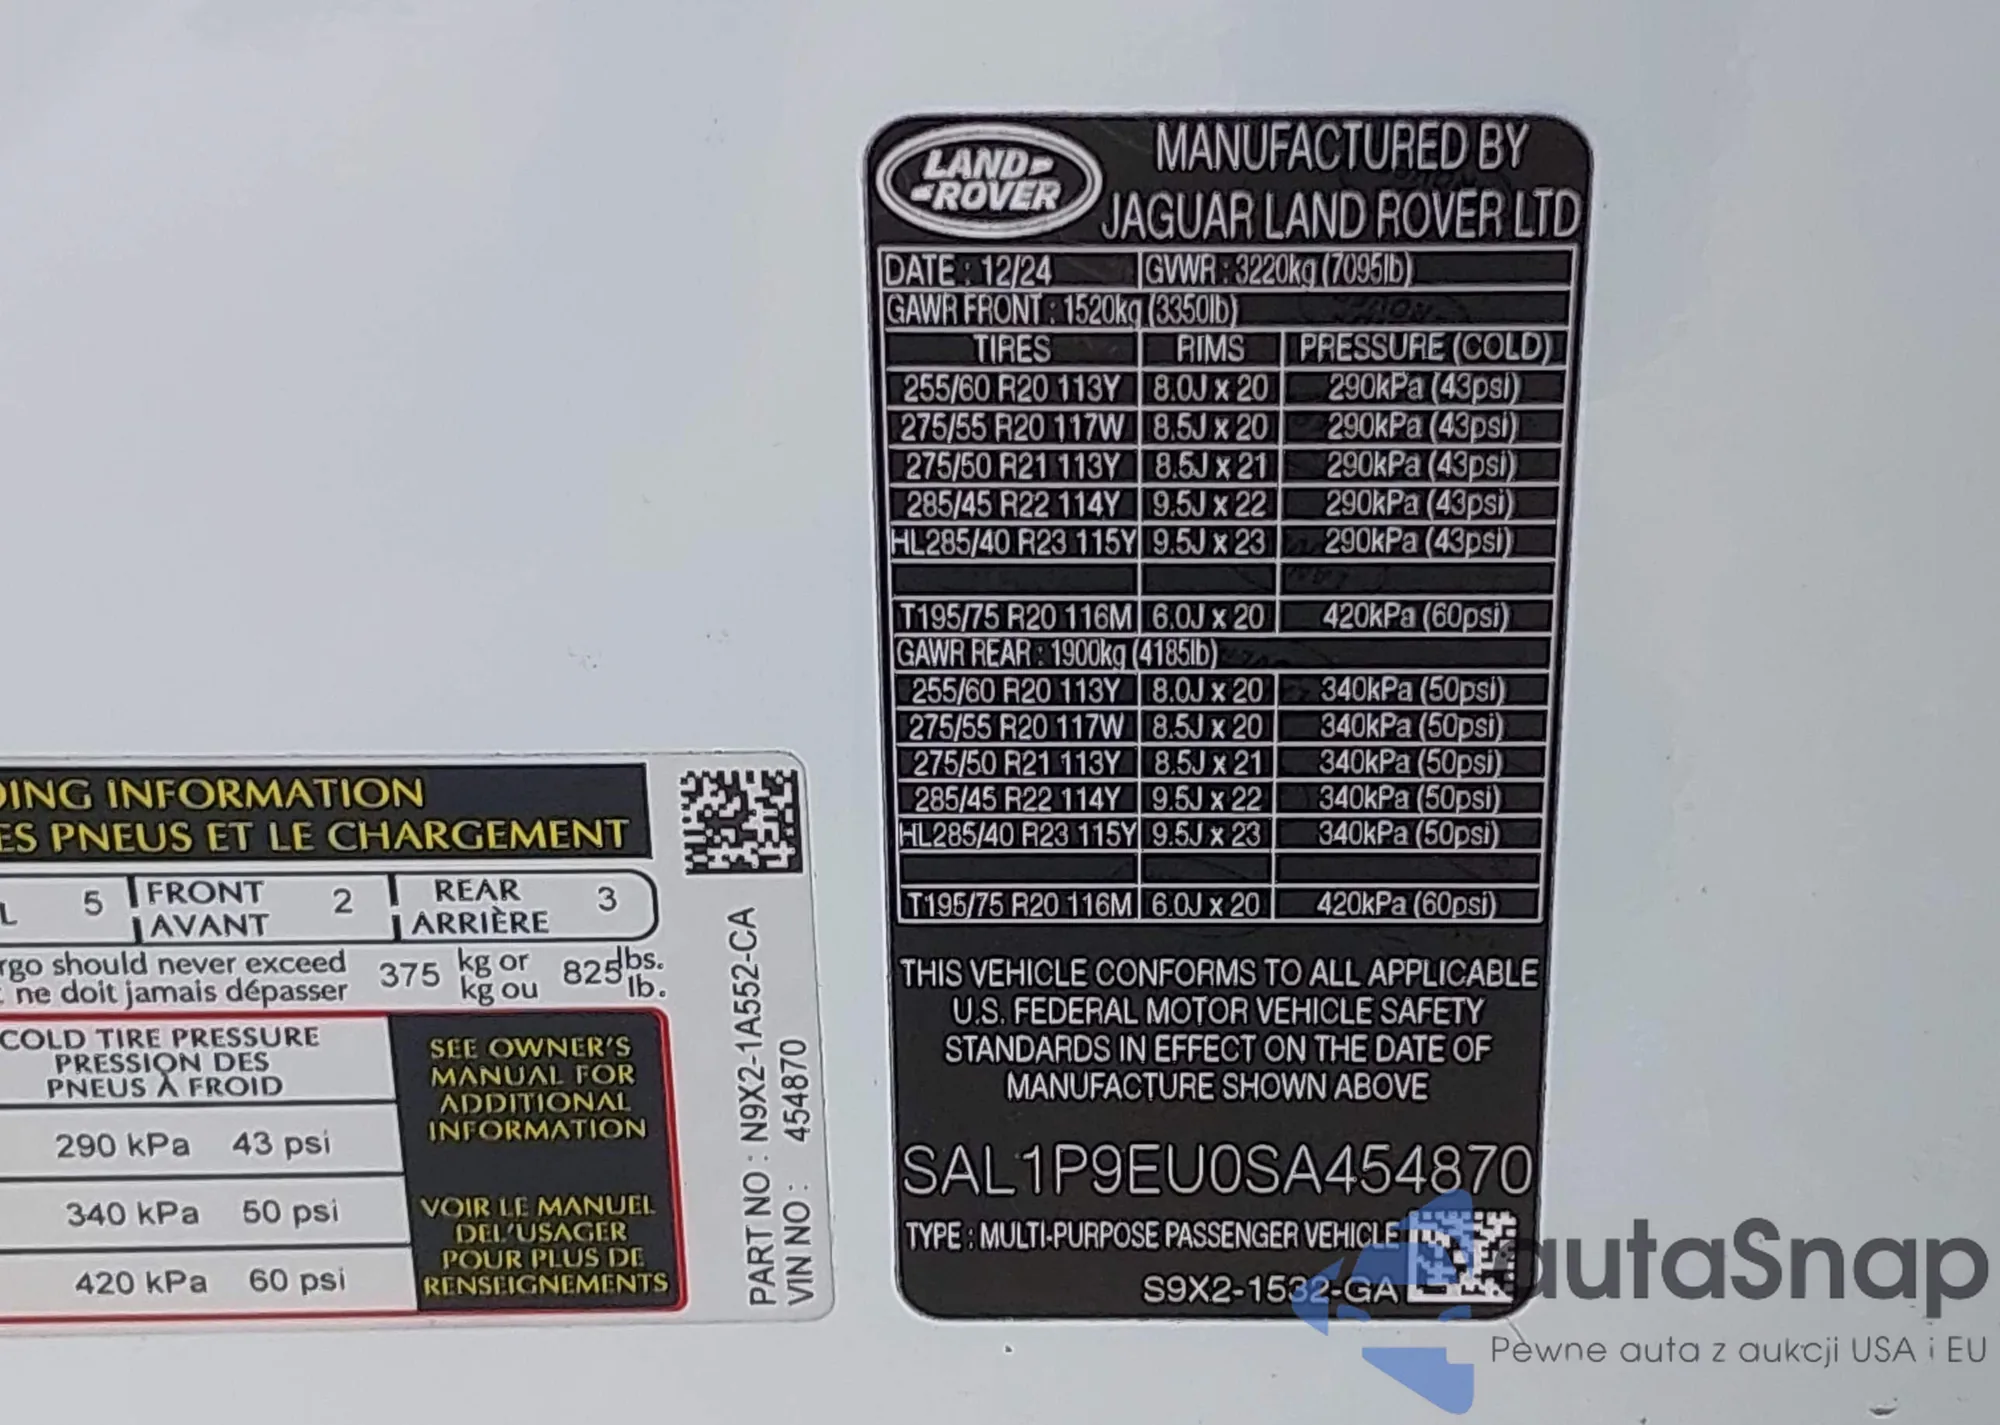 LAND-
-ROVER
MANUFACTURED BY
JAGUAR LAND ROVER LTD
DATE : 12/24 GVWR : 3220kg (7095lb)
GAWR FRONT : 1520kg (3350lb)
TIRES RIMS PRESSURE (COLD)
255/60 R20 113Y 8.0J x 20 290kPa (43psi)
275/55 R20 117W 8.5J x 20 290kPa (43psi)
275/50 R21 113Y 8.5J x 21 290kPa (43psi)
285/45 R22 114Y 9.5J x 22 290kPa (43psi)
HL285/40 R23 115Y 9.5J x 23 290kPa (43psi)
T195/75 R20 116M 6.0J x 20 420kPa (60psi)
GAWR REAR : 1900kg (4185lb)
255/60 R20 113Y 8.0J x 20 340kPa (50psi)
275/55 R20 117W 8.5J x 20 340kPa (50psi)
275/50 R21 113Y 8.5J x 21 340kPa (50psi)
285/45 R22 114Y 9.5J x 22 340kPa (50psi)
HL285/40 R23 115Y 9.5J x 23 340kPa (50psi)
T195/75 R20 116M 6.0J x 20 420kPa (60psi)
THIS VEHICLE CONFORMS TO ALL APPLICABLE
U.S. FEDERAL MOTOR VEHICLE SAFETY
STANDARDS IN EFFECT ON THE DATE OF
MANUFACTURE SHOWN ABOVE
SAL1P9EU0SA454870
TYPE : MULTI-PURPOSE PASSENGER VEHICLE
S9X2-1532-GA
DING INFORMATION
ES PNEUS ET LE CHARGEMENT
L 5 FRONT 2 REAR 3
AVANT ARRIÈRE
rgo should never exceed 375 kg or 825 lbs.
ne doit jamais dépasser kg ou lb.
COLD TIRE PRESSURE
PRESSION DES
PNEUS À FROID
290 kPa 43 psi
340 kPa 50 psi
420 kPa 60 psi
SEE OWNER'S
MANUAL FOR
ADDITIONAL
INFORMATION
VOIR LE MANUEL
DE L'USAGER
POUR PLUS DE
RENSEIGNEMENTS
PART NO : N9X2-1A552-CA
VIN NO : 454870
autaSnap
Pewne auta z aukcji USA i EU